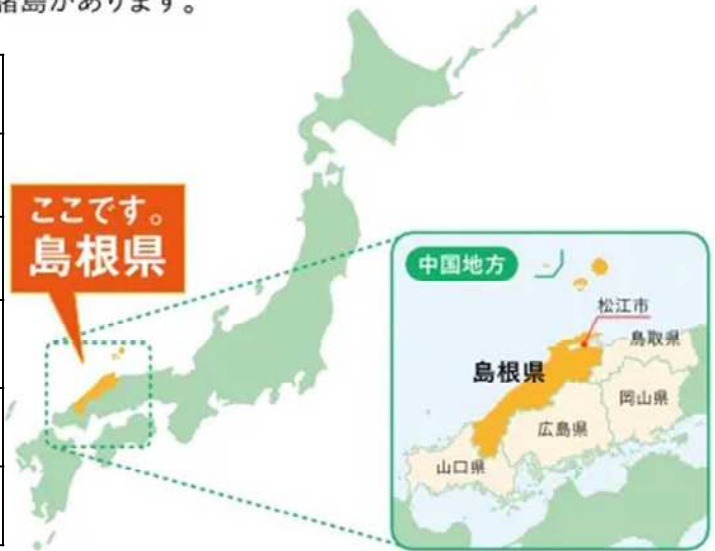 諸島があります。
ここです。
島根県
中国地方
松江市
鳥取県
島根県
岡山県
広島県
山口県